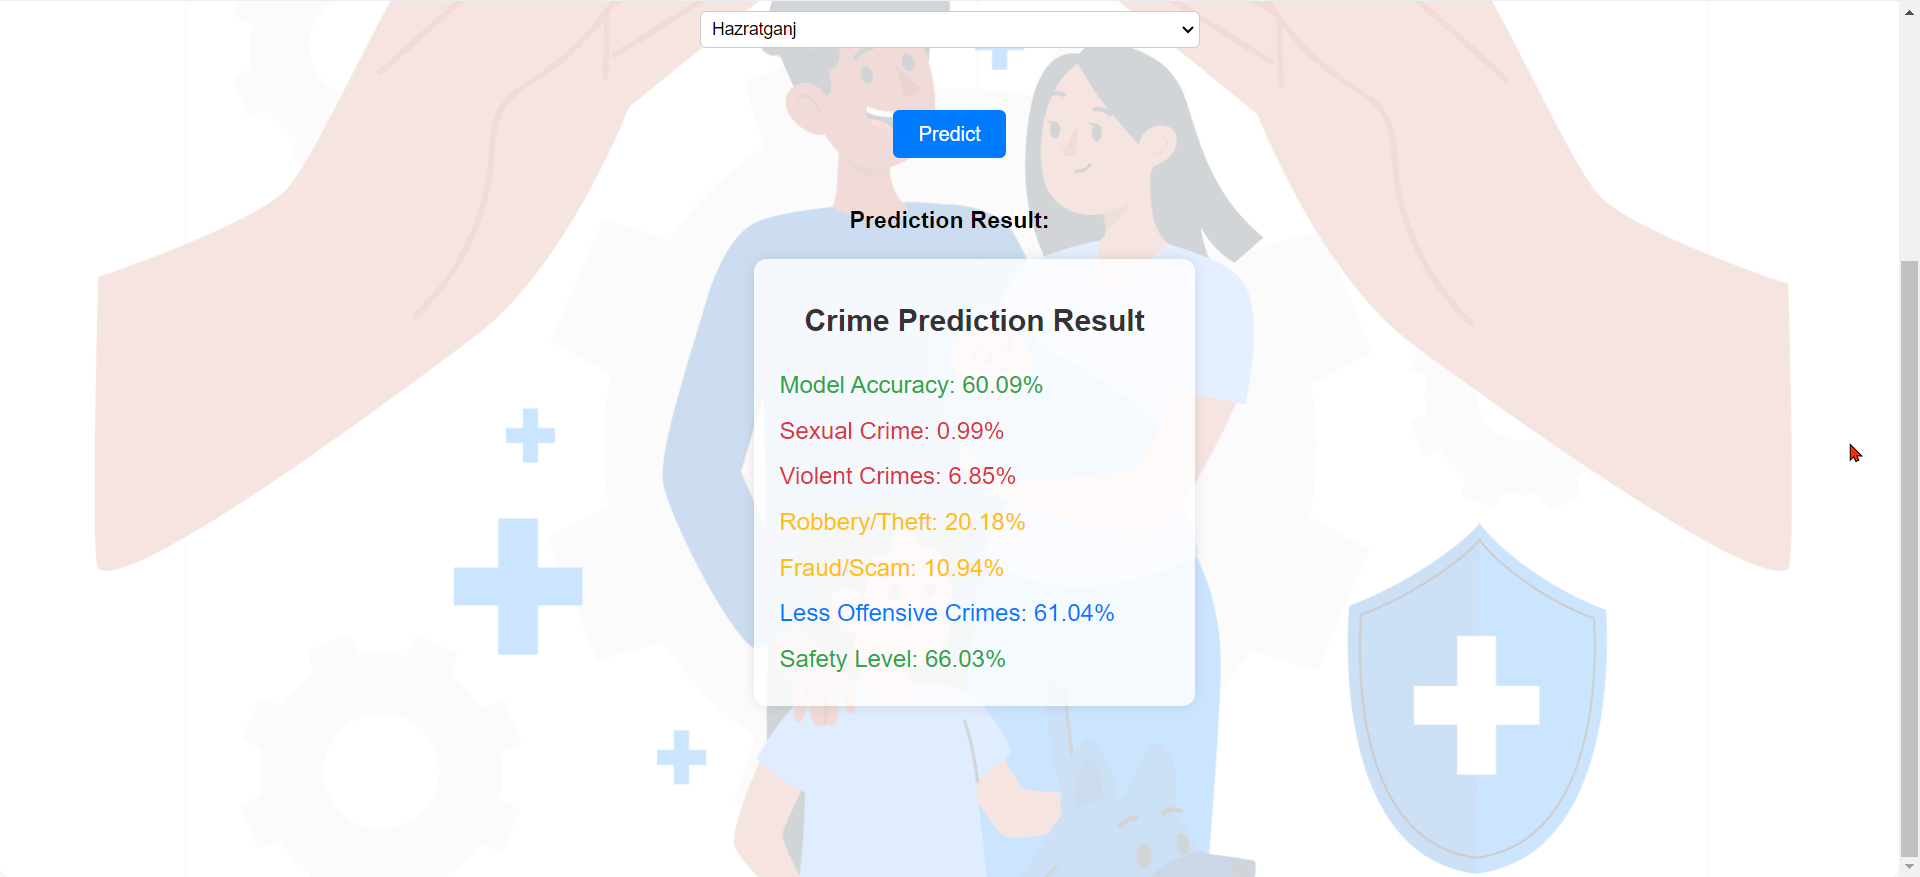 Hazratganj
Predict
Prediction Result:
Crime Prediction Result
Model Accuracy: 60.09%
Sexual Crime: 0.99%
Violent Crimes: 6.85%
Robbery/Theft: 20.18%
Fraud/Scam: 10.94%
Less Offensive Crimes: 61.04%
Safety Level: 66.03%